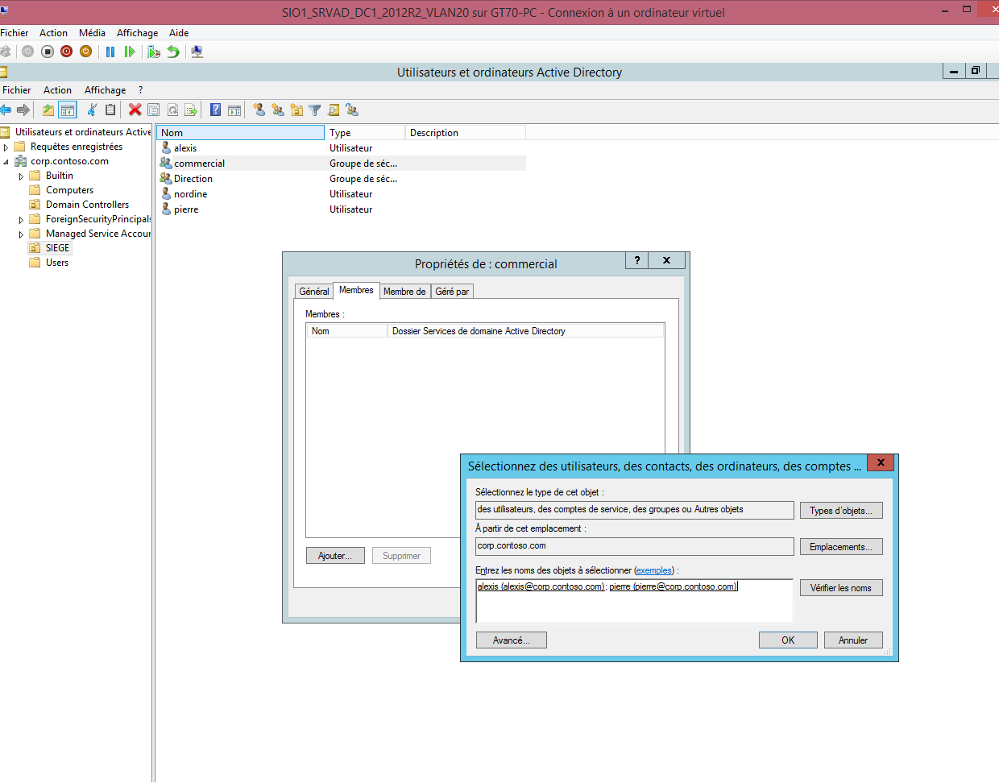 SIO1_SRVAD_DC1_2012R2_VLAN20 sur GT70-PC - Connexion à un ordinateur virtuel
Fichier Action Média Affichage Aide
Utilisateurs et ordinateurs Active Directory
Fichier Action Affichage ?
Utilisateurs et ordinateurs Active
Requêtes enregistrées
corp.contoso.com
Builtin
Computers
Domain Controllers
ForeignSecurityPrincipals
Managed Service Accour
SIEGE
Users
Nom Type Description
alexis Utilisateur
commercial Groupe de séc...
Direction Groupe de séc...
nordine Utilisateur
pierre Utilisateur
Propriétés de : commercial ? x
Général Membres Membre de Géré par
Membres :
Nom Dossier Services de domaine Active Directory
Ajouter... Supprimer
Sélectionnez des utilisateurs, des contacts, des ordinateurs, des comptes ... x
Sélectionnez le type de cet objet :
des utilisateurs, des comptes de service, des groupes ou Autres objets Types d'objets...
À partir de cet emplacement :
corp.contoso.com Emplacements...
Entrez les noms des objets à sélectionner (exemples) :
alexis (alexis@corp.contoso.com); pierre (pierre@corp.contoso.com) Vérifier les noms
Avancé... OK Annuler